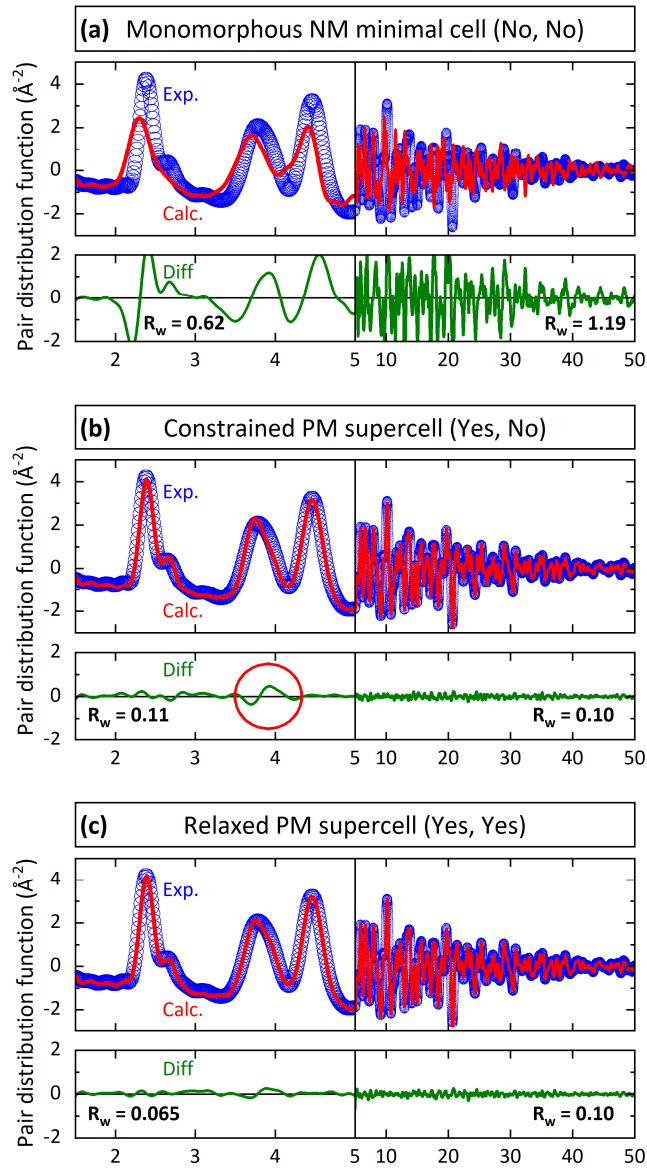 (a) Monomorphous NM minimal cell (No, No)
Pair distribution function (Å⁻²)
4
2
0
-2
Exp.
Calc.
2
0
-2
Diff
R_w = 0.62
R_w = 1.19
2 3 4 5 10 20 30 40 50
(b) Constrained PM supercell (Yes, No)
Pair distribution function (Å⁻²)
4
2
0
-2
Exp.
Calc.
2
0
-2
Diff
R_w = 0.11
R_w = 0.10
2 3 4 5 10 20 30 40 50
(c) Relaxed PM supercell (Yes, Yes)
Pair distribution function (Å⁻²)
4
2
0
-2
Exp.
Calc.
2
0
-2
Diff
R_w = 0.065
R_w = 0.10
2 3 4 5 10 20 30 40 50